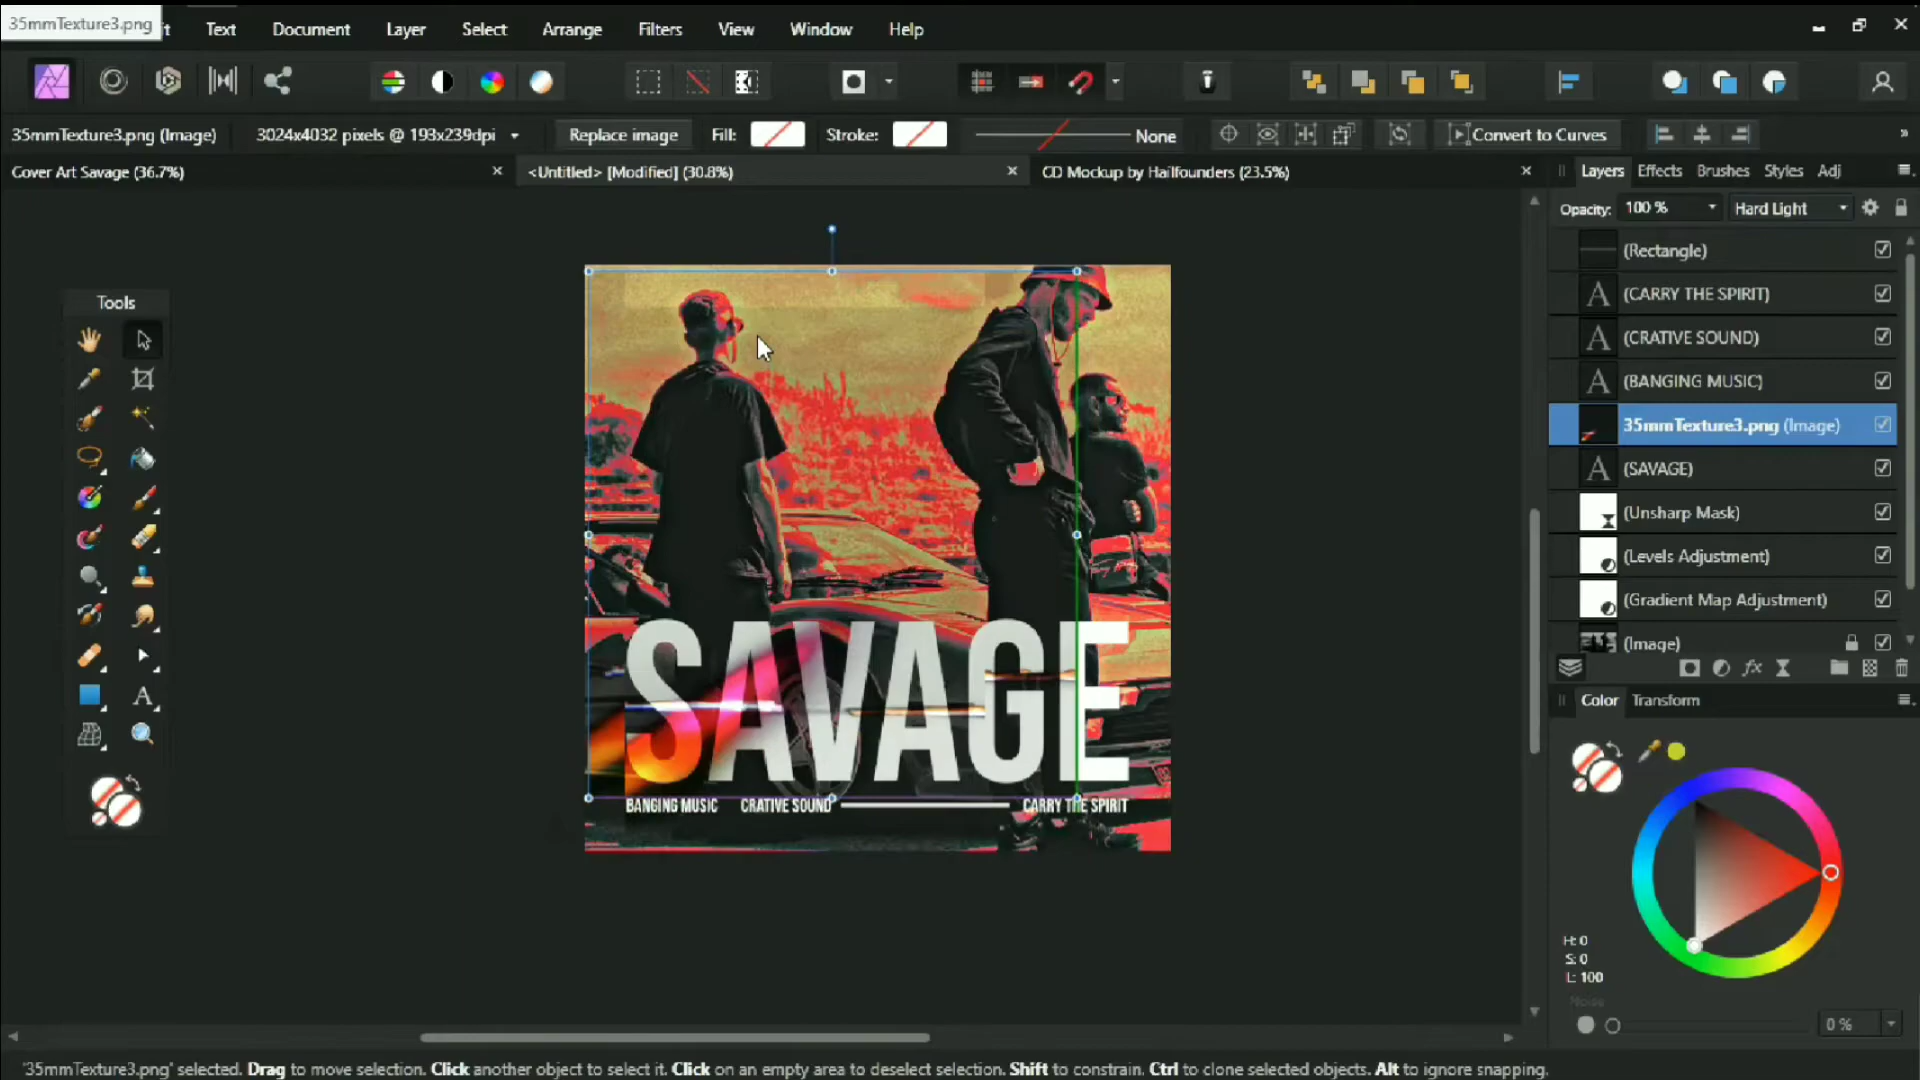 35mmTexture3.png
Text Document Layer Select Arrange Filters View Window Help
35mmTexture3.png (Image) 3024x4032 pixels @ 193x239dpi Replace image Fill: Stroke: None Convert to Curves
Cover Art Savage (36.7%) <Untitled> [Modified] (30.8%) CD Mockup by Hailfounders (23.5%)
Layers Effects Brushes Styles Adj
Opacity: 100 % Hard Light
(Rectangle)
A (CARRY THE SPIRIT)
A (CRATIVE SOUND)
A (BANGING MUSIC)
35mmTexture3.png (Image)
A (SAVAGE)
(Unsharp Mask)
(Levels Adjustment)
(Gradient Map Adjustment)
(Image)
fx
Tools
A
SAVAGE
BANGING MUSIC CRATIVE SOUND CARRY THE SPIRIT
Color Transform
H: 0
S: 0
L: 100
Noise
0 %
'35mmTexture3.png' selected. Drag to move selection. Click another object to select it. Click on an empty area to deselect selection. Shift to constrain. Ctrl to clone selected objects. Alt to ignore snapping.